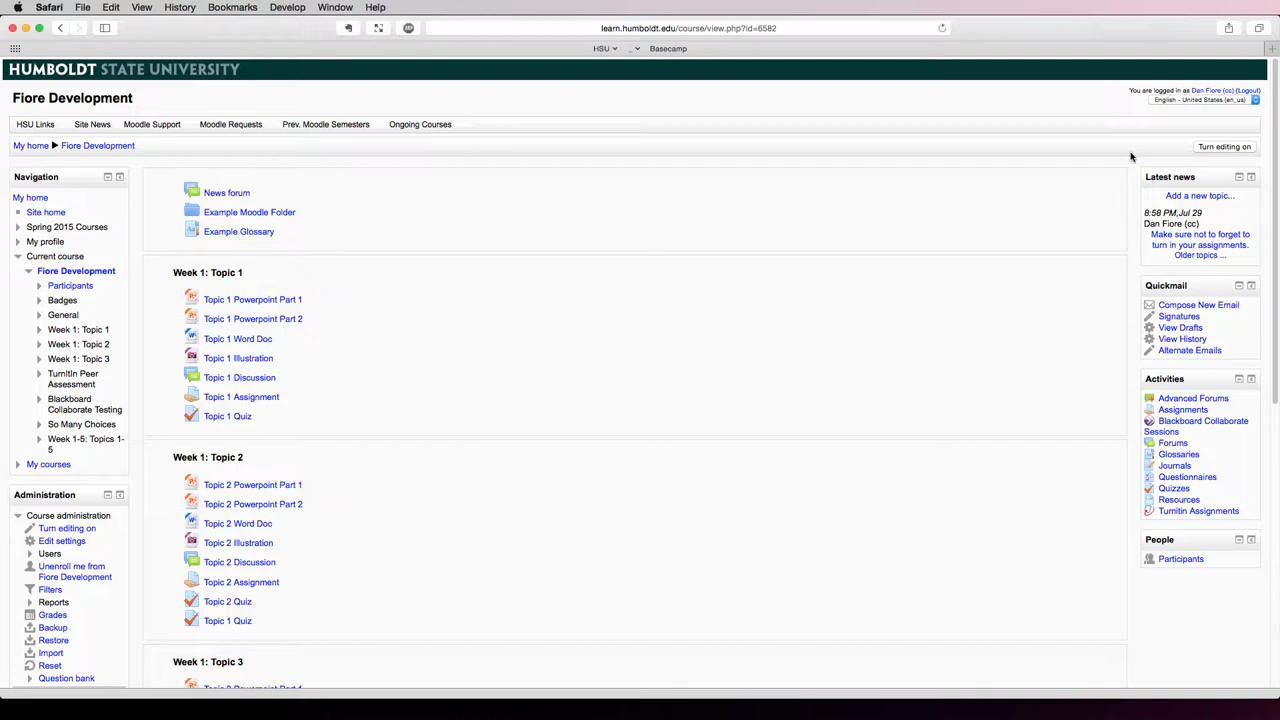 Safari File Edit View History Bookmarks Develop Window Help
learn.humboldt.edu/course/view.php?id=6582
HSU Basecamp
HUMBOLDT STATE UNIVERSITY
Fiore Development
You are logged in as Dan Fiore (cc) (Logout)
English - United States (en_us)
HSU Links Site News Moodle Support Moodle Requests Prev. Moodle Semesters Ongoing Courses
My home Fiore Development
Turn editing on
Navigation
My home
Site home
Spring 2015 Courses
My profile
Current course
Fiore Development
Participants
Badges
General
Week 1: Topic 1
Week 1: Topic 2
Week 1: Topic 3
TurnItIn Peer
Assessment
Blackboard
Collaborate Testing
So Many Choices
Week 1-5: Topics 1-
5
My courses
Administration
Course administration
Turn editing on
Edit settings
Users
Unenroll me from
Fiore Development
Filters
Reports
Grades
Backup
Restore
Import
Reset
Question bank
News forum
Example Moodle Folder
Example Glossary
Week 1: Topic 1
Topic 1 Powerpoint Part 1
Topic 1 Powerpoint Part 2
Topic 1 Word Doc
Topic 1 Illustration
Topic 1 Discussion
Topic 1 Assignment
Topic 1 Quiz
Week 1: Topic 2
Topic 2 Powerpoint Part 1
Topic 2 Powerpoint Part 2
Topic 2 Word Doc
Topic 2 Illustration
Topic 2 Discussion
Topic 2 Assignment
Topic 2 Quiz
Topic 1 Quiz
Week 1: Topic 3
Topic 3 Powerpoint Part 1
Latest news
Add a new topic...
8:58 PM,Jul 29
Dan Fiore (cc)
Make sure not to forget to
turn in your assignments.
Older topics ...
Quickmail
Compose New Email
Signatures
View Drafts
View History
Alternate Emails
Activities
Advanced Forums
Assignments
Blackboard Collaborate
Sessions
Forums
Glossaries
Journals
Questionnaires
Quizzes
Resources
Turnitin Assignments
People
Participants